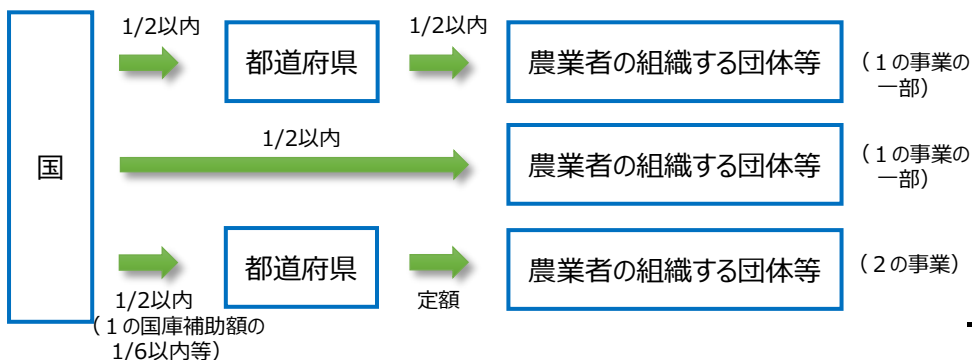 国
1/2以内
都道府県
1/2以内
農業者の組織する団体等
（１の事業の
一部）
1/2以内
農業者の組織する団体等
（１の事業の
一部）
1/2以内
（１の国庫補助額の
1/6以内等）
都道府県
定額
農業者の組織する団体等
（２の事業）